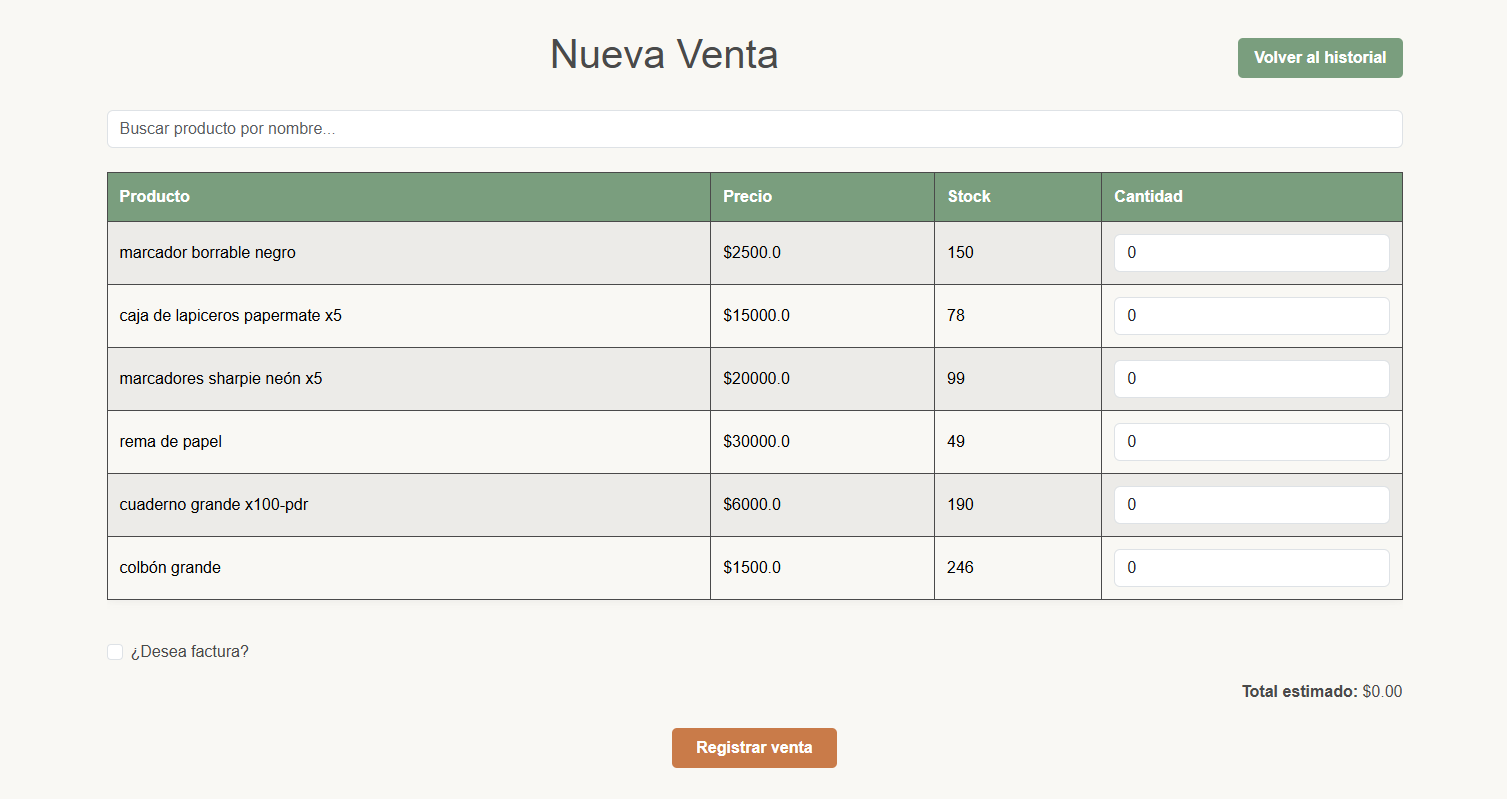 Nueva Venta
Volver al historial
Buscar producto por nombre...
Producto Precio Stock Cantidad
marcador borrable negro $2500.0 150 0
caja de lapiceros papermate x5 $15000.0 78 0
marcadores sharpie neón x5 $20000.0 99 0
rema de papel $30000.0 49 0
cuaderno grande x100-pdr $6000.0 190 0
colbón grande $1500.0 246 0
¿Desea factura?
Total estimado: $0.00
Registrar venta